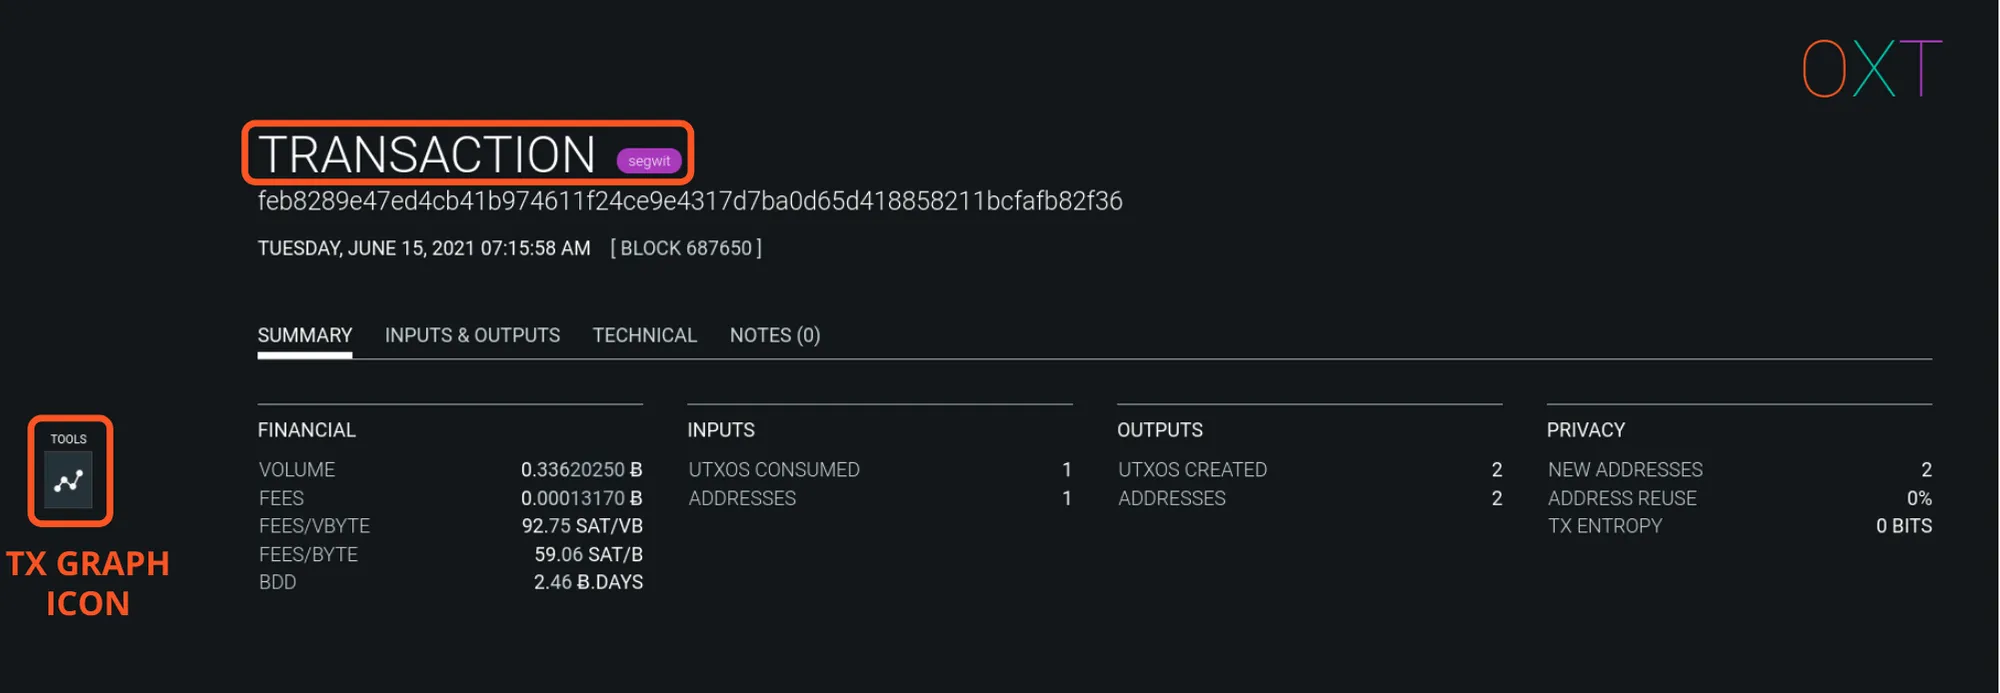 OXT
TRANSACTION segwit
feb8289e47ed4cb41b974611f24ce9e4317d7ba0d65d418858211bcfafb82f36
TUESDAY, JUNE 15, 2021 07:15:58 AM [ BLOCK 687650 ]
SUMMARY INPUTS & OUTPUTS TECHNICAL NOTES (0)
TOOLS
TX GRAPH
ICON
FINANCIAL
VOLUME 0.33620250 Ƀ
FEES 0.00013170 Ƀ
FEES/VBYTE 92.75 SAT/VB
FEES/BYTE 59.06 SAT/B
BDD 2.46 Ƀ.DAYS
INPUTS
UTXOS CONSUMED 1
ADDRESSES 1
OUTPUTS
UTXOS CREATED 2
ADDRESSES 2
PRIVACY
NEW ADDRESSES 2
ADDRESS REUSE 0%
TX ENTROPY 0 BITS